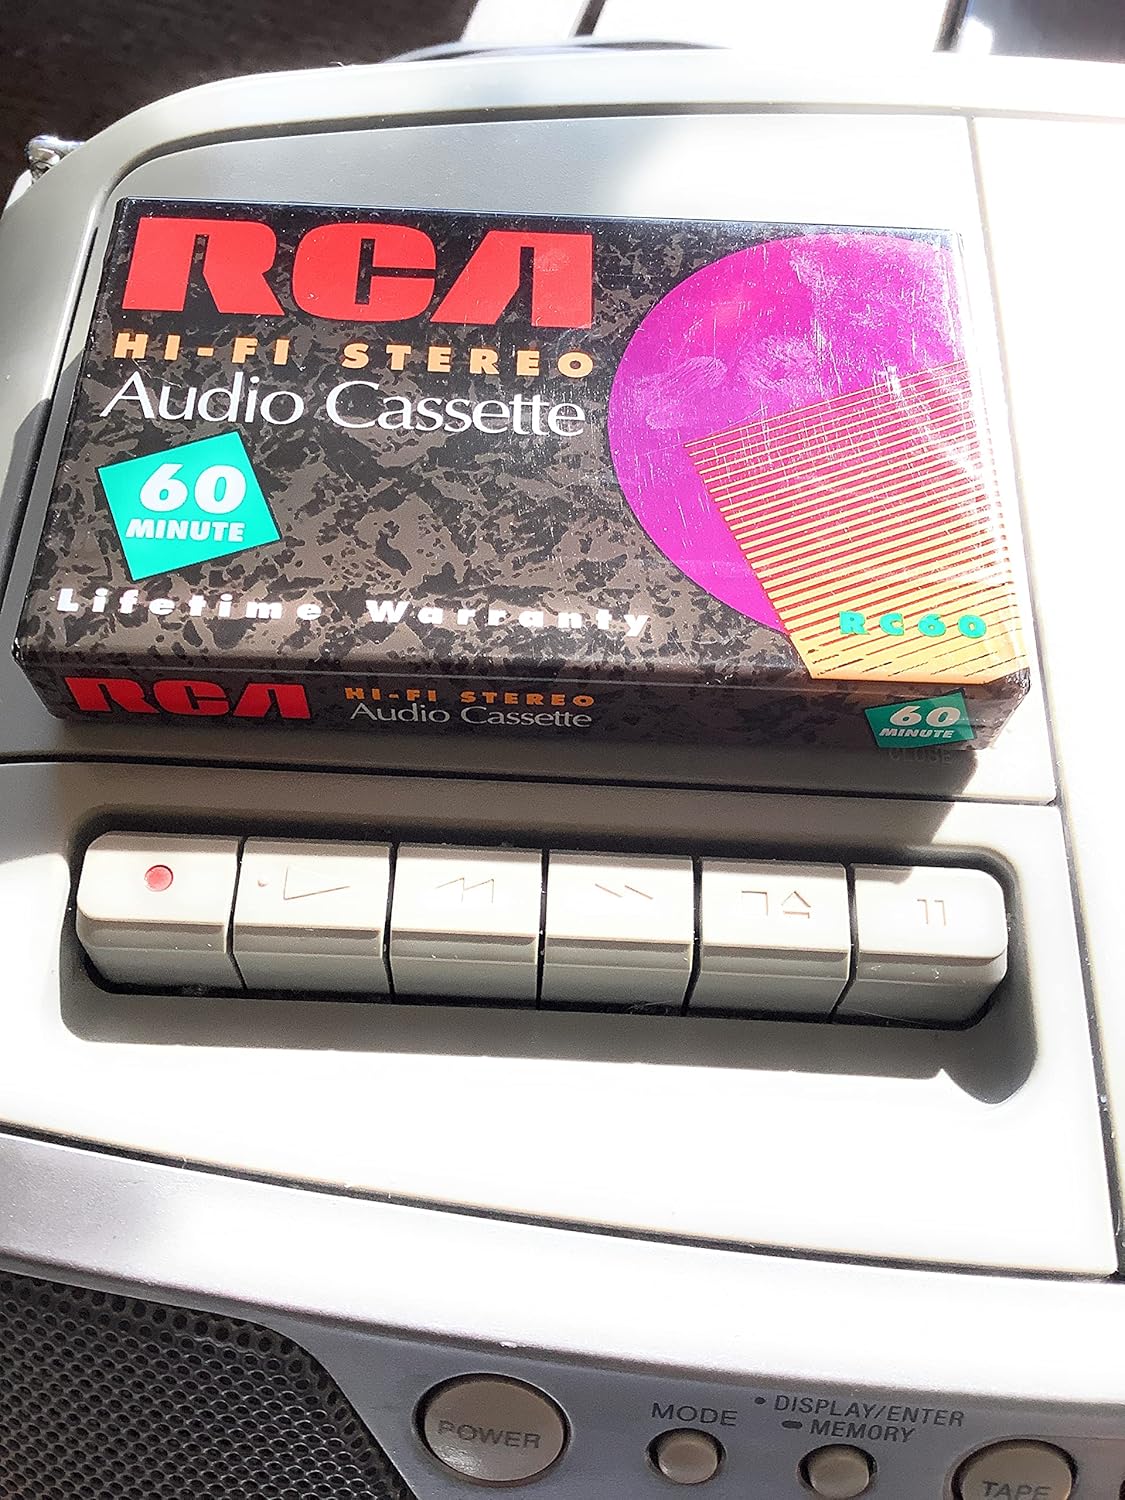 RCA
HI-FI STEREO
Audio Cassette
60
MINUTE
Lifetime Warranty
RC60
RCA
HI-FI STEREO
Audio Cassette
60
MINUTE
CLOSE
POWER
MODE
DISPLAY/ENTER
MEMORY
TAPE